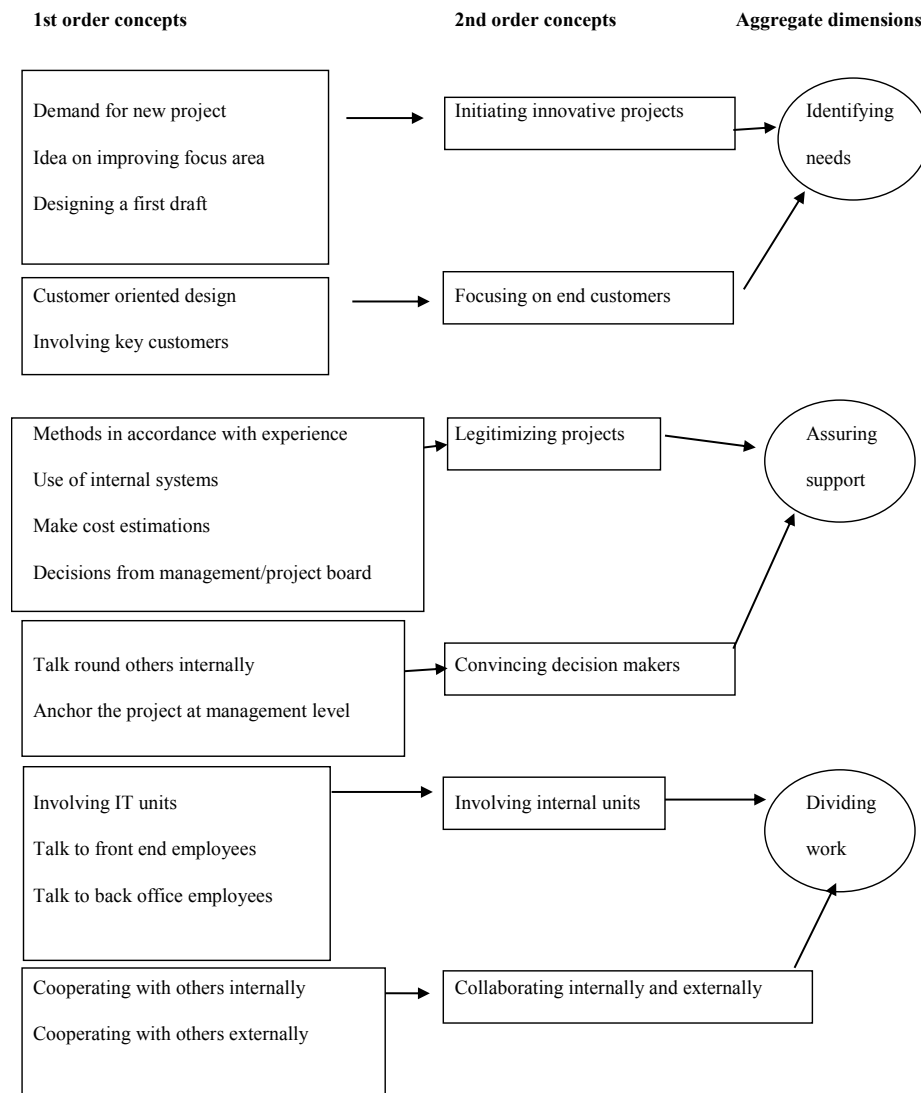 1st order concepts
2nd order concepts
Aggregate dimensions
Demand for new project
Idea on improving focus area
Designing a first draft
Initiating innovative projects
Identifying
needs
Customer oriented design
Involving key customers
Focusing on end customers
Methods in accordance with experience
Use of internal systems
Make cost estimations
Decisions from management/project board
Legitimizing projects
Assuring
support
Talk round others internally
Anchor the project at management level
Convincing decision makers
Involving IT units
Talk to front end employees
Talk to back office employees
Involving internal units
Dividing
work
Cooperating with others internally
Cooperating with others externally
Collaborating internally and externally